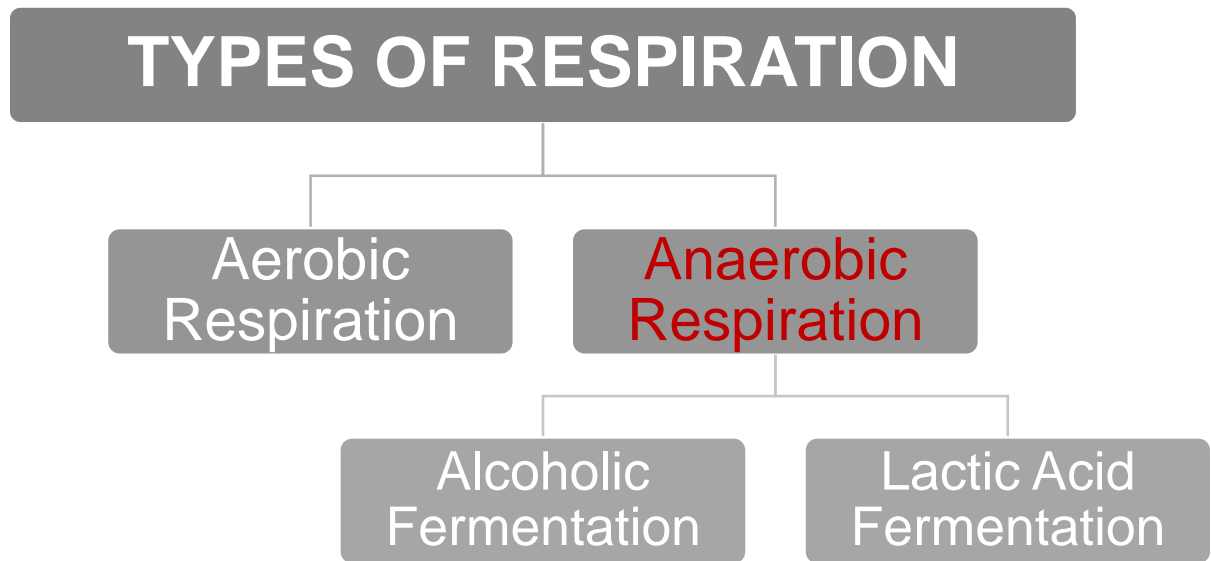 TYPES OF RESPIRATION
Aerobic
Respiration
Anaerobic
Respiration
Alcoholic
Fermentation
Lactic Acid
Fermentation